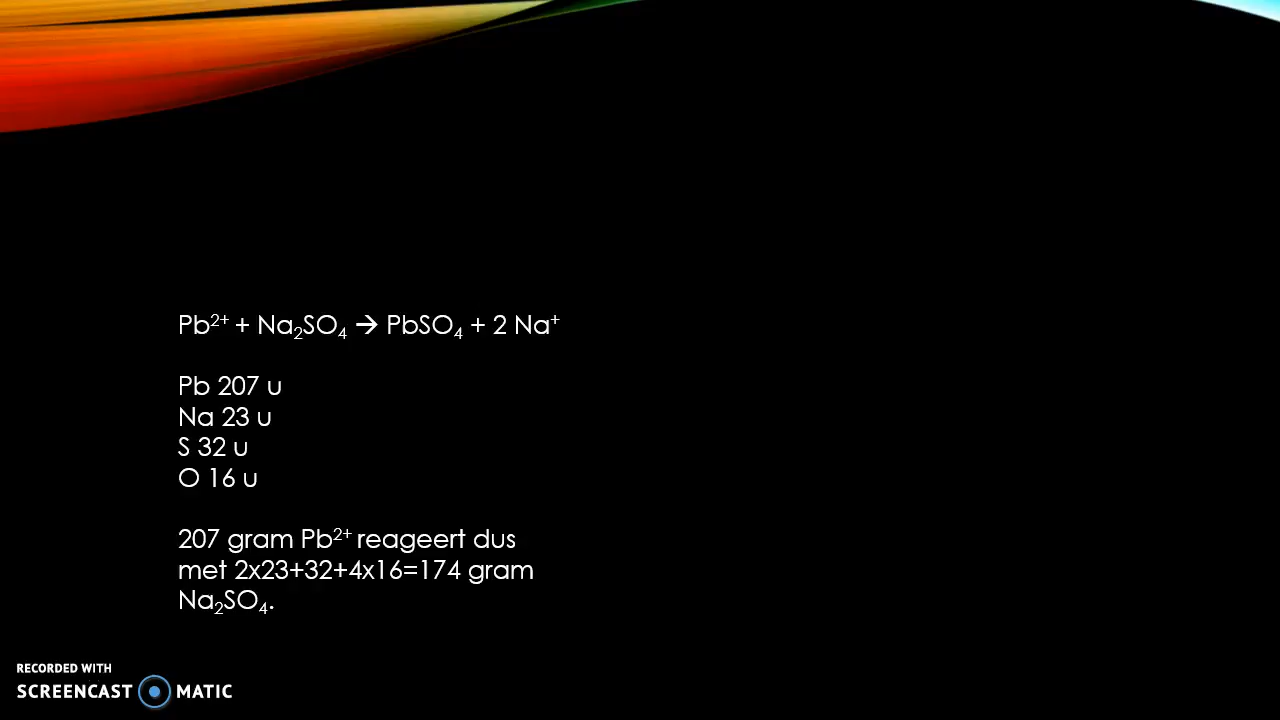 Pb²⁺ + Na₂SO₄ → PbSO₄ + 2 Na⁺
Pb 207 u
Na 23 u
S 32 u
O 16 u
207 gram Pb²⁺ reageert dus
met 2x23+32+4x16=174 gram
Na₂SO₄.
RECORDED WITH
SCREENCAST MATIC